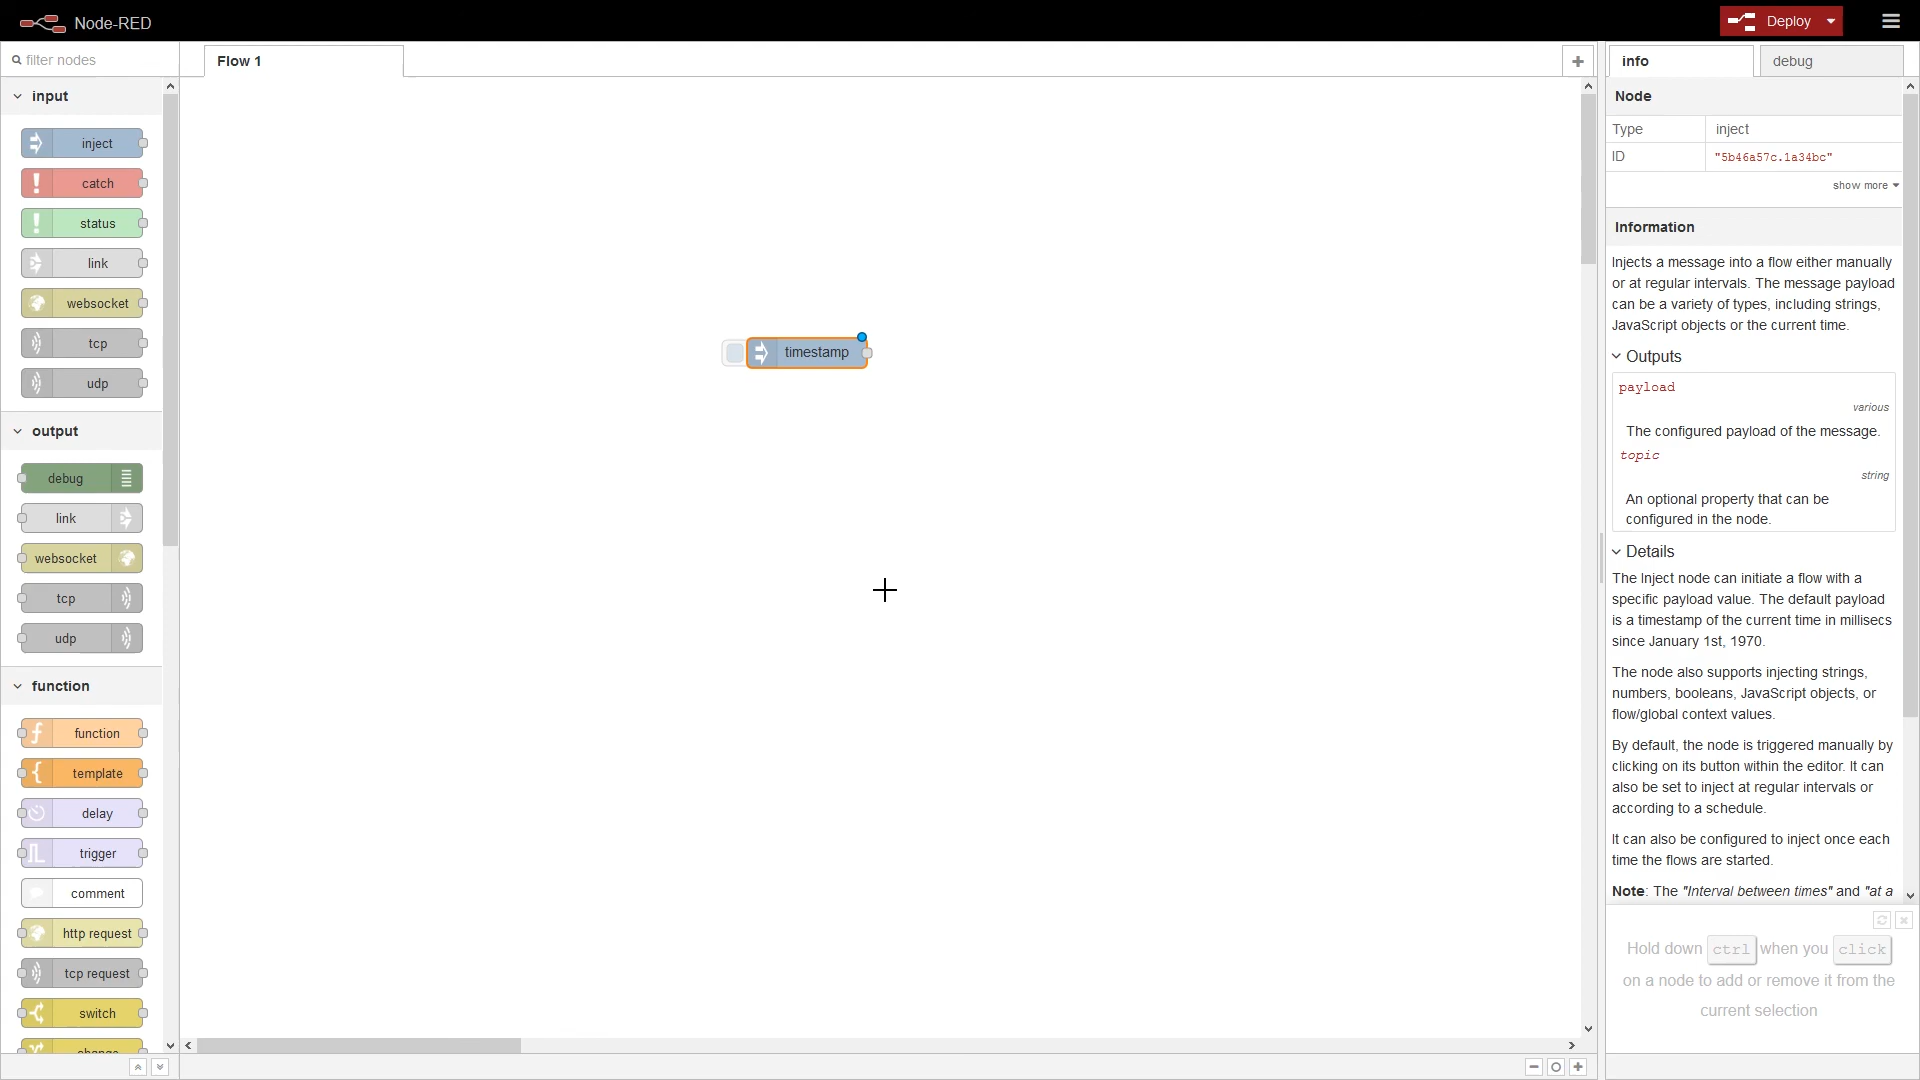 Node-RED
Deploy
filter nodes
Flow 1
info
debug
input
inject
catch
status
link
websocket
tcp
udp
output
debug
link
websocket
tcp
udp
function
function
template
delay
trigger
comment
http request
tcp request
switch
change
timestamp
Node
Type inject
ID "5b46a57c.1a34bc"
show more
Information
Injects a message into a flow either manually
or at regular intervals. The message payload
can be a variety of types, including strings,
JavaScript objects or the current time.
Outputs
payload
various
The configured payload of the message.
topic
string
An optional property that can be
configured in the node.
Details
The Inject node can initiate a flow with a
specific payload value. The default payload
is a timestamp of the current time in millisecs
since January 1st, 1970.
The node also supports injecting strings,
numbers, booleans, JavaScript objects, or
flow/global context values.
By default, the node is triggered manually by
clicking on its button within the editor. It can
also be set to inject at regular intervals or
according to a schedule.
It can also be configured to inject once each
time the flows are started.
Note: The "Interval between times" and "at a
Hold down ctrl when you click
on a node to add or remove it from the
current selection